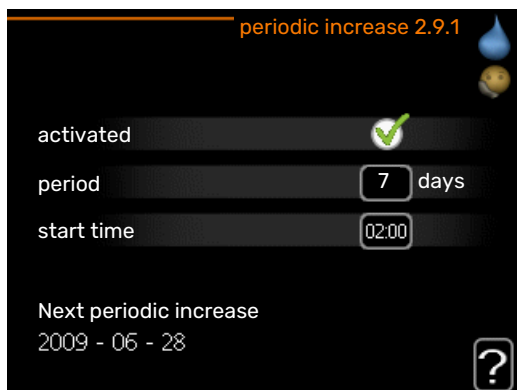 periodic increase 2.9.1
activated
period 7 days
start time 02:00
Next periodic increase
2009 - 06 - 28
?